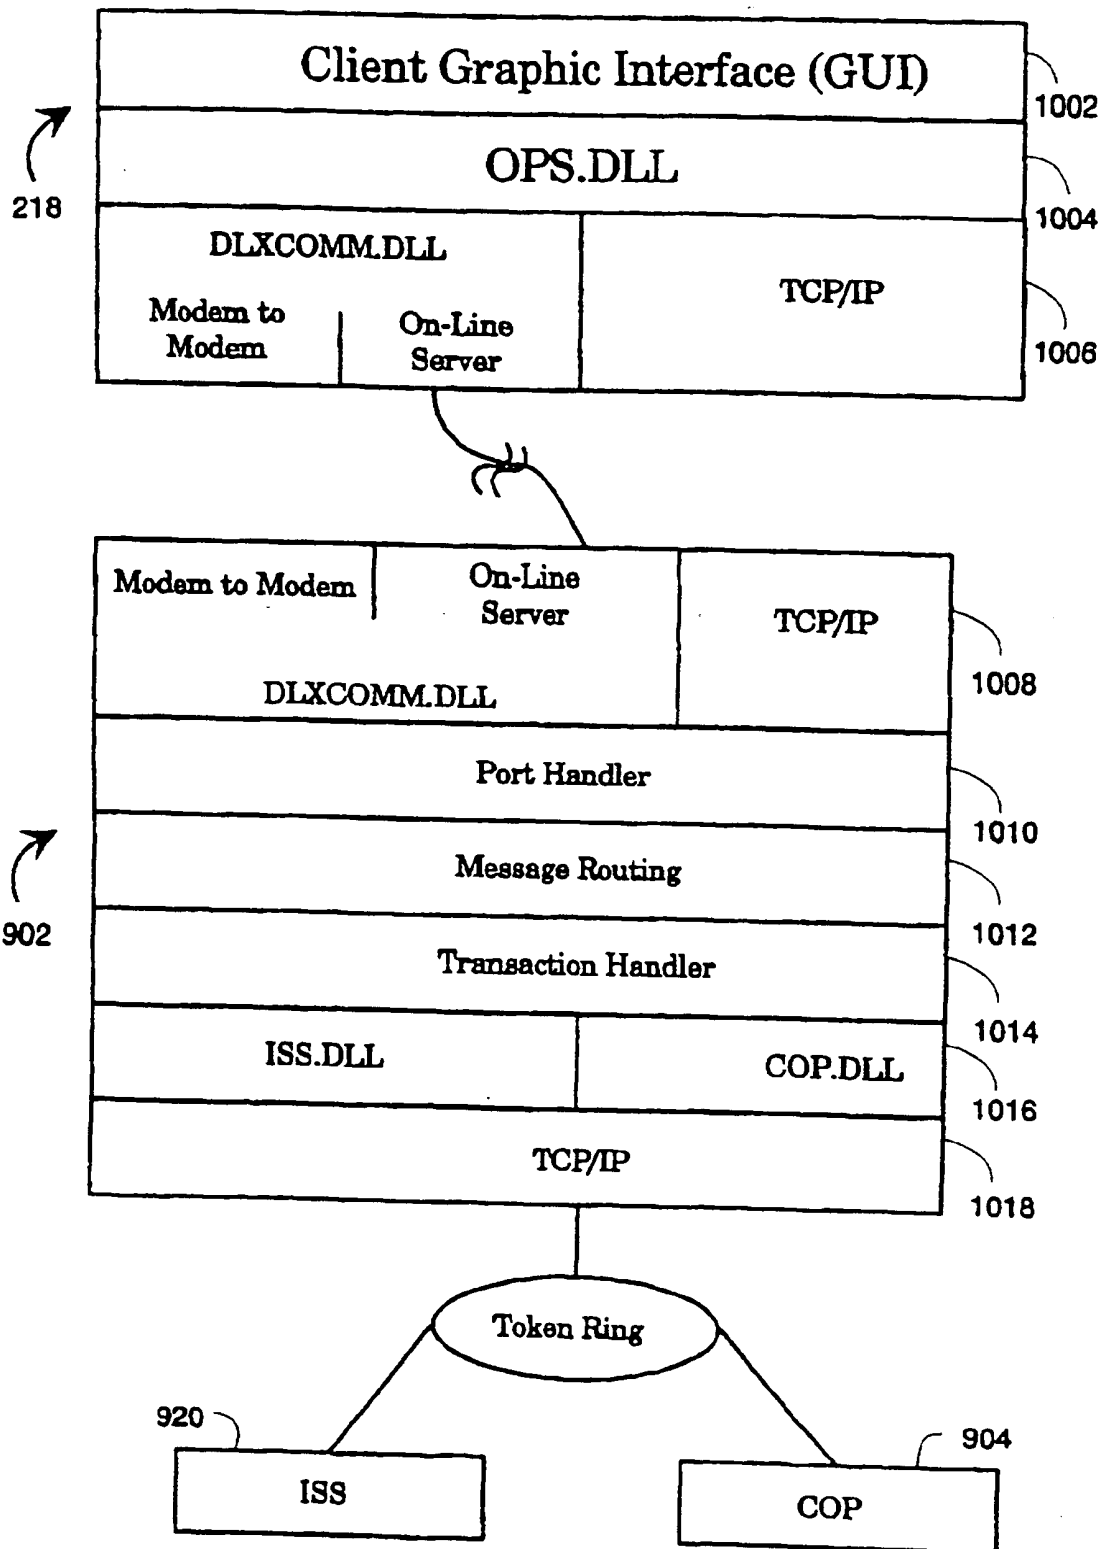 Client Graphic Interface (GUI)
1002
OPS.DLL
218
1004
DLXCOMM.DLL
TCP/IP
Modem to
Modem
On-Line
Server
1006
Modem to Modem
On-Line
Server
TCP/IP
1008
DLXCOMM.DLL
Port Handler
1010
Message Routing
902
1012
Transaction Handler
1014
ISS.DLL
COP.DLL
1016
TCP/IP
1018
Token Ring
920
904
ISS
COP